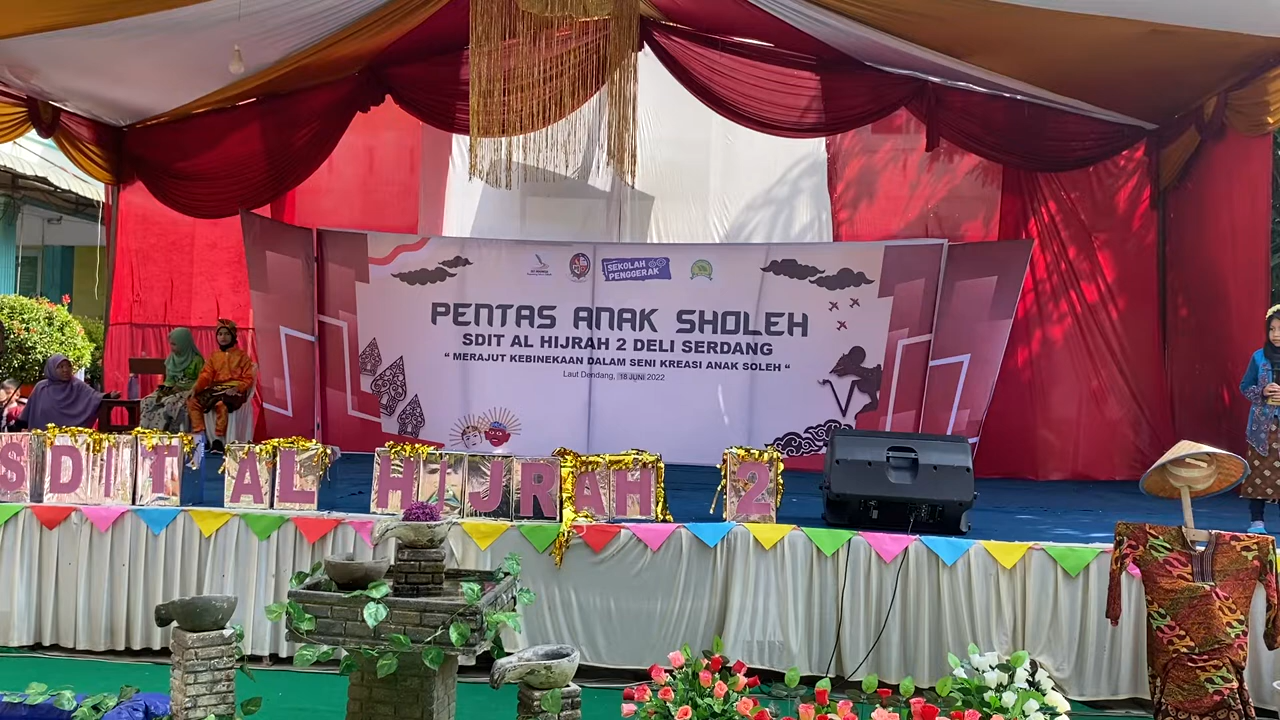 SEKOLAH
PENGGERAK
PENTAS ANAK SHOLEH
SDIT AL HIJRAH 2 DELI SERDANG
“ MERAJUT KEBINEKAAN DALAM SENI KREASI ANAK SOLEH “
Laut Dendang, 18 JUNI 2022
SDIT AL HIJRAH 2